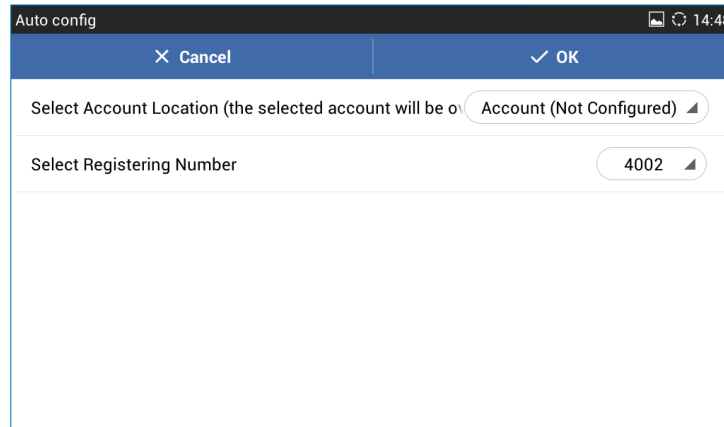 Auto config
14:48
Cancel
OK
Select Account Location (the selected account will be
Account (Not Configured)
Select Registering Number
4002